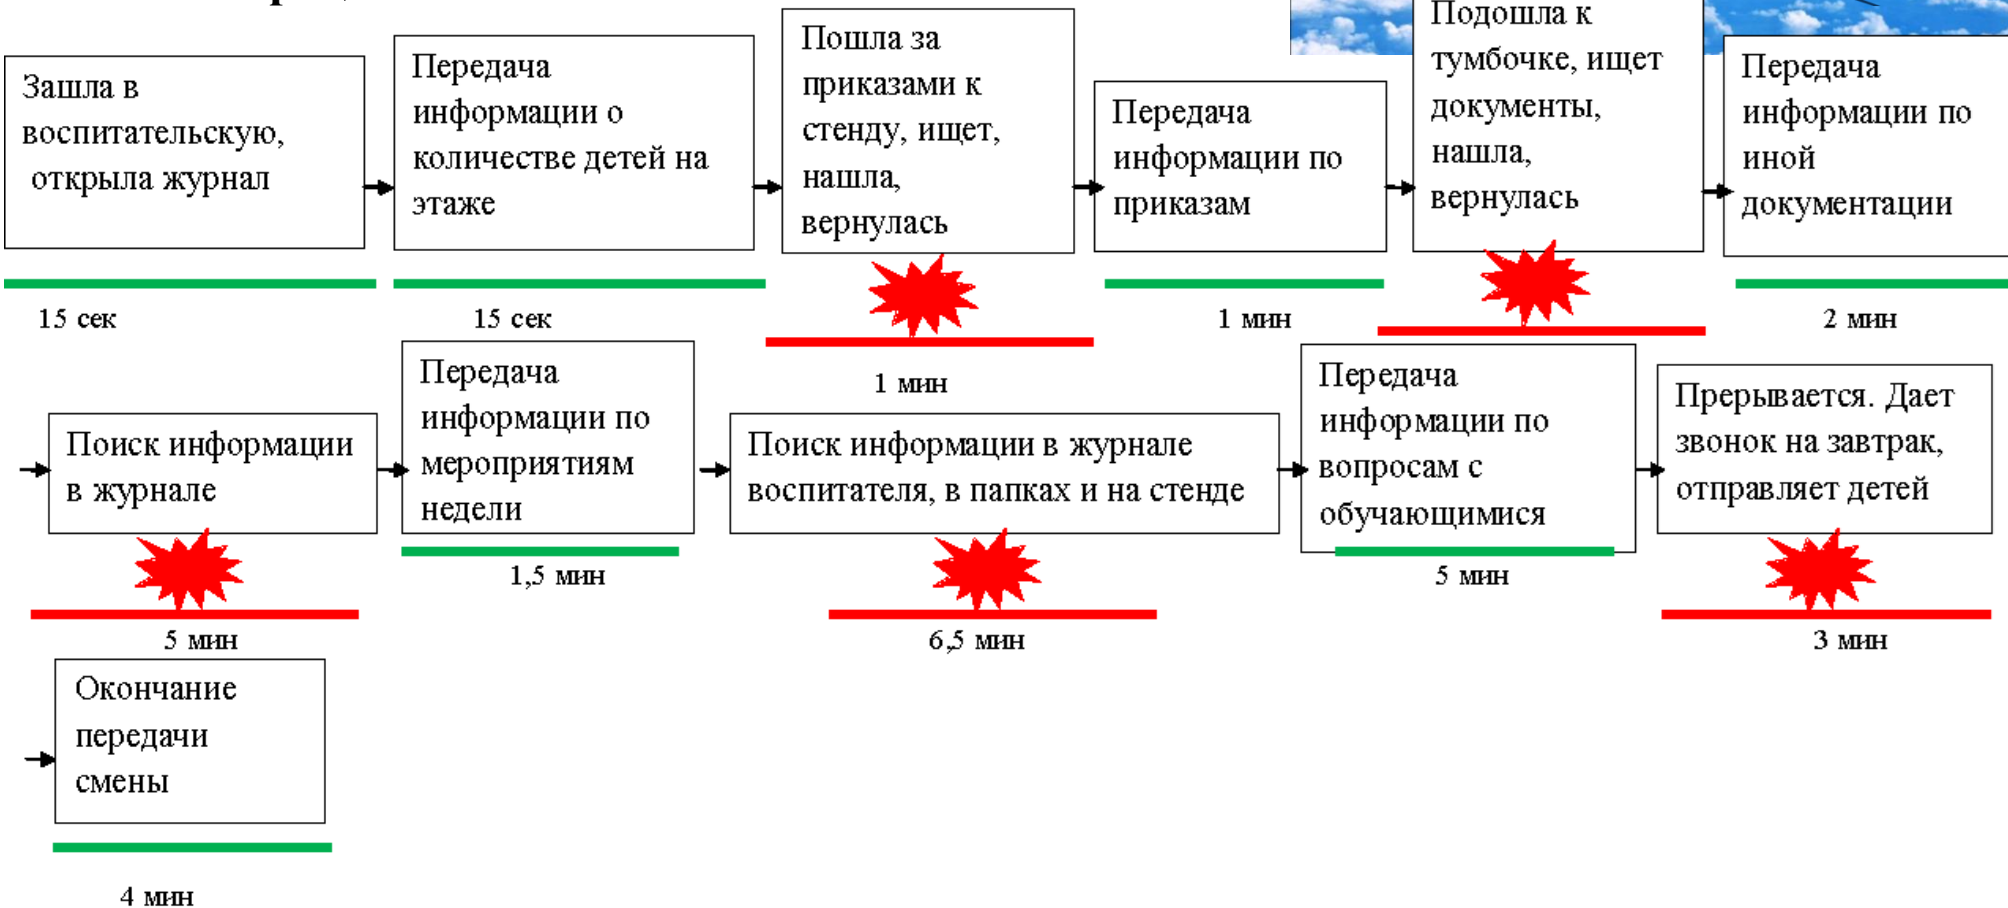 Зашла в
воспитательскую,
открыла журнал
15 сек
Передача
информации о
количестве детей на
этаже
15 сек
Пошла за
приказами к
стенду, ищет,
нашла,
вернулась
1 мин
Передача
информации по
приказам
1 мин
Подошла к
тумбочке, ищет
документы,
нашла,
вернулась
Передача
информации по
иной
документации
2 мин
Поиск информации
в журнале
5 мин
Передача
информации по
мероприятиям
недели
1,5 мин
Поиск информации в журнале
воспитателя, в папках и на стенде
6,5 мин
Передача
информации по
вопросам с
обучающимися
5 мин
Прерывается. Дает
звонок на завтрак,
отправляет детей
3 мин
Окончание
передачи
смены
4 мин